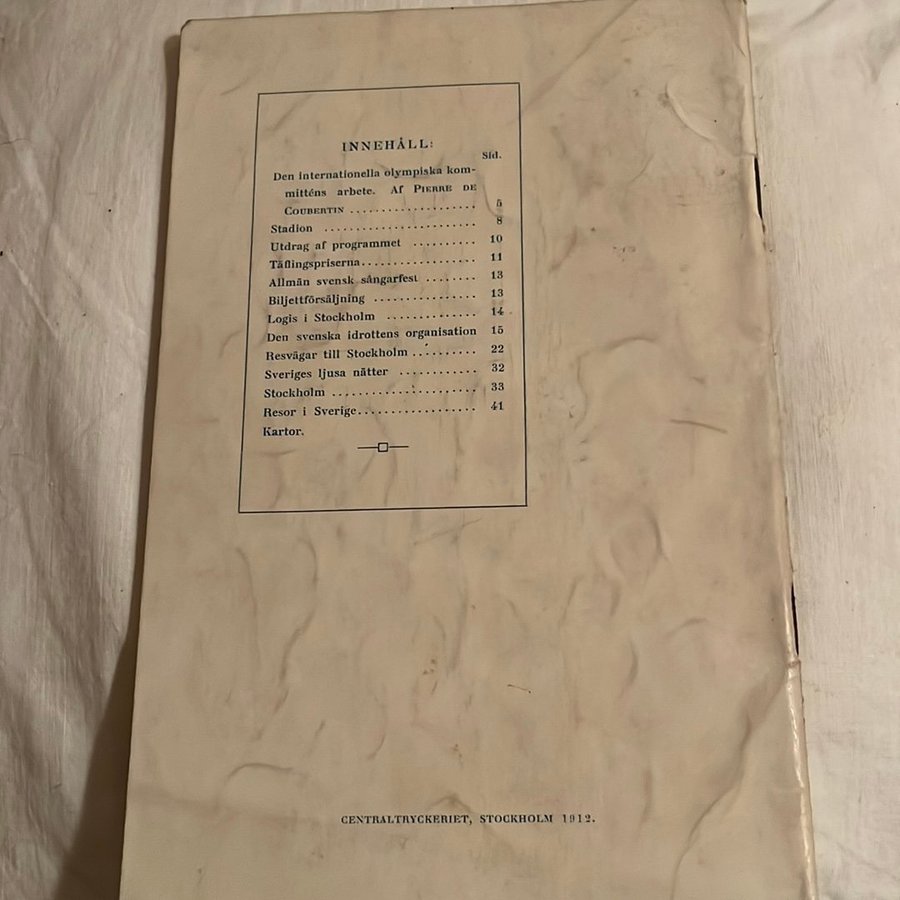 INNEHÅLL:
Sid.
Den internationella olympiska kom-
mitténs arbete. Af PIERRE DE
COUBERTIN .................... 5
Stadion ........................ 8
Utdrag af programmet .......... 10
Täflingspriserna.................. 11
Allmän svensk sångarfest ........ 13
Biljettförsäljning ................ 13
Logis i Stockholm .............. 14
Den svenska idrottens organisation 15
Resvägar till Stockholm .......... 22
Sveriges ljusa nätter ............ 32
Stockholm ...................... 33
Resor i Sverige.................. 41
Kartor.
CENTRALTRYCKERIET, STOCKHOLM 1912.